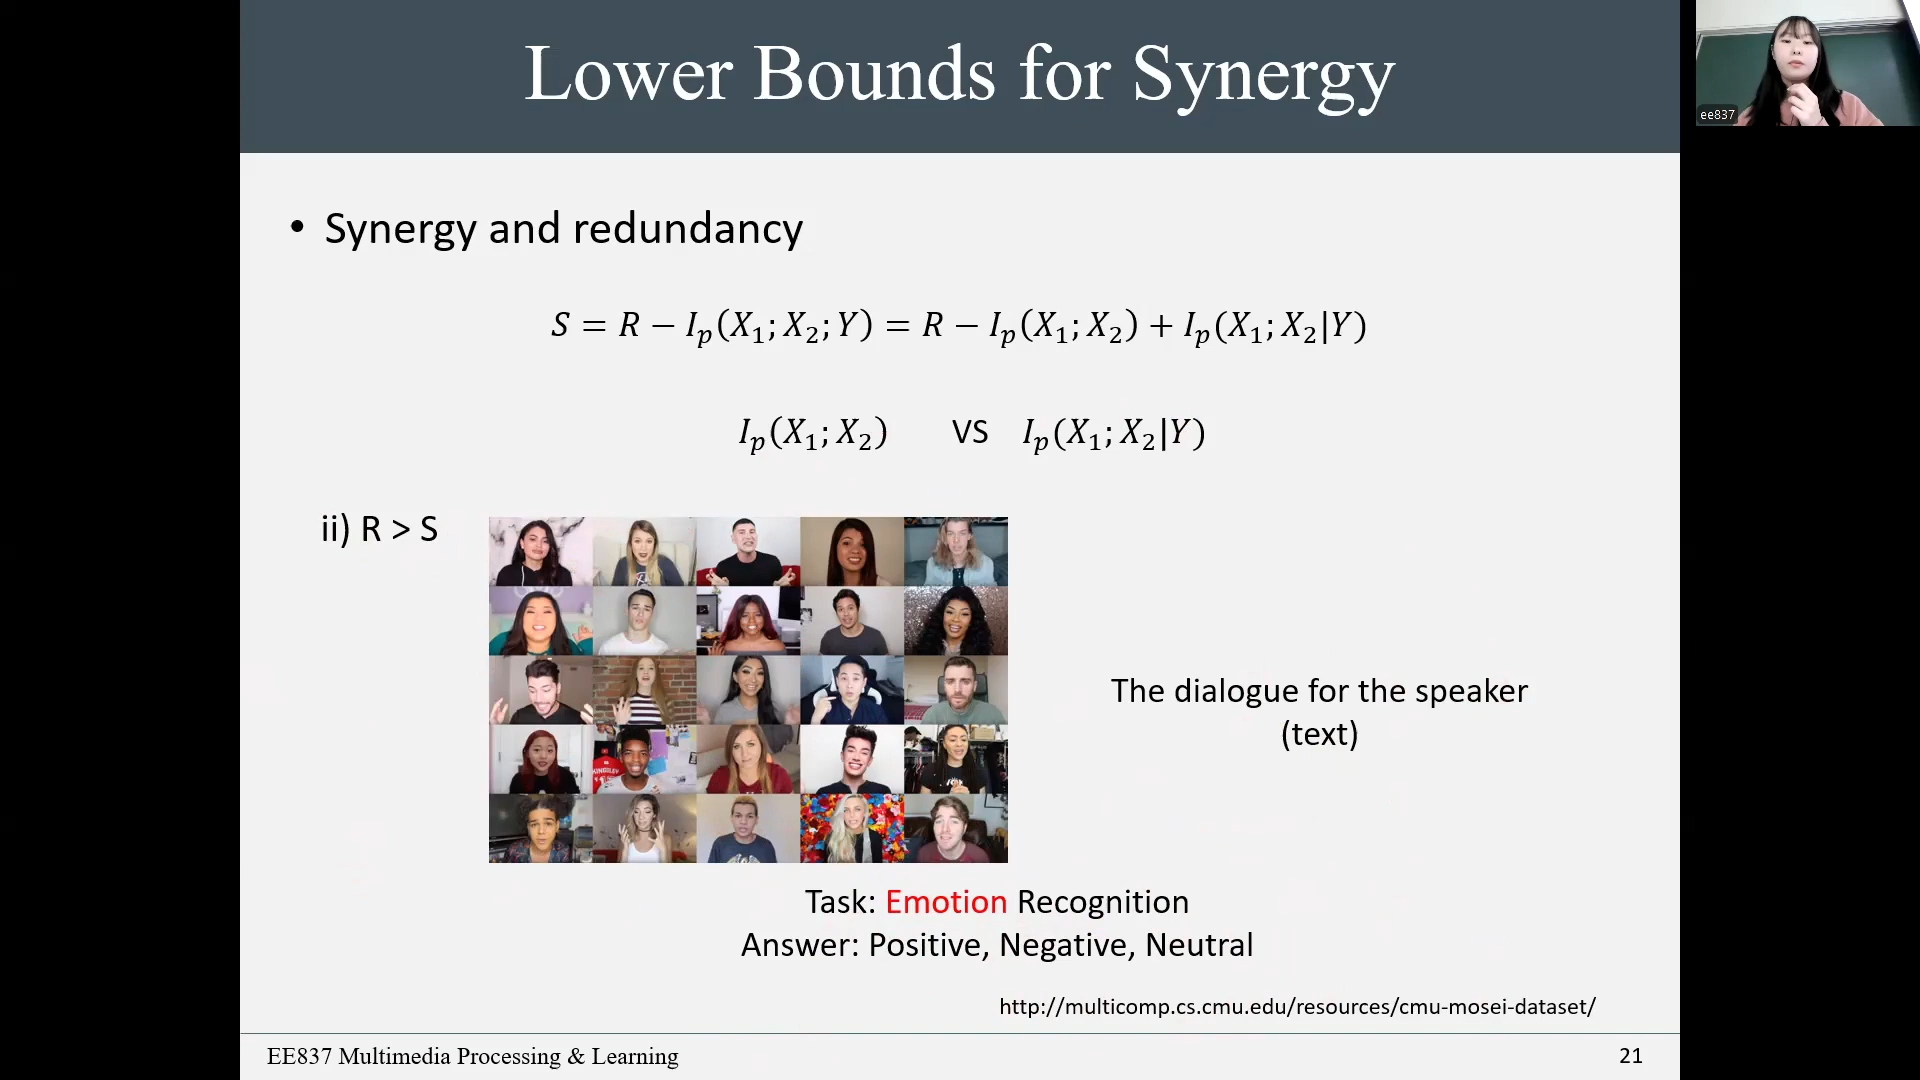 Lower Bounds for Synergy
ee837
• Synergy and redundancy
S = R − I_p(X_1; X_2; Y) = R − I_p(X_1; X_2) + I_p(X_1; X_2|Y)
I_p(X_1; X_2) VS I_p(X_1; X_2|Y)
ii) R > S
KINGSLEY
The dialogue for the speaker
(text)
Task: Emotion Recognition
Answer: Positive, Negative, Neutral
http://multicomp.cs.cmu.edu/resources/cmu-mosei-dataset/
EE837 Multimedia Processing & Learning
21